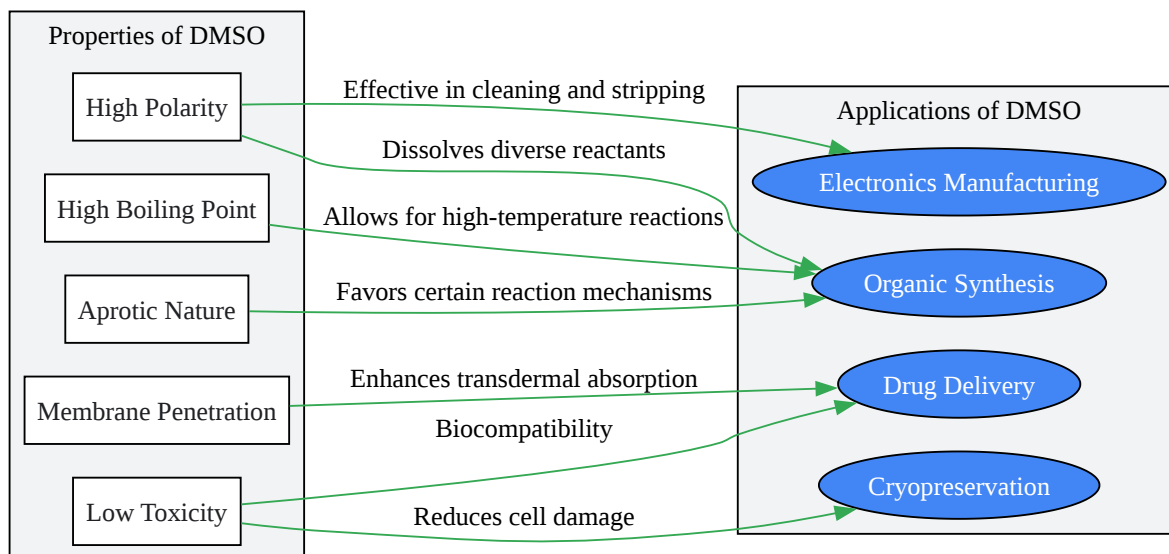 Properties of DMSO
High Polarity
High Boiling Point
Aprotic Nature
Membrane Penetration
Low Toxicity
Effective in cleaning and stripping
Dissolves diverse reactants
Allows for high-temperature reactions
Favors certain reaction mechanisms
Enhances transdermal absorption
Biocompatibility
Reduces cell damage
Applications of DMSO
Electronics Manufacturing
Organic Synthesis
Drug Delivery
Cryopreservation